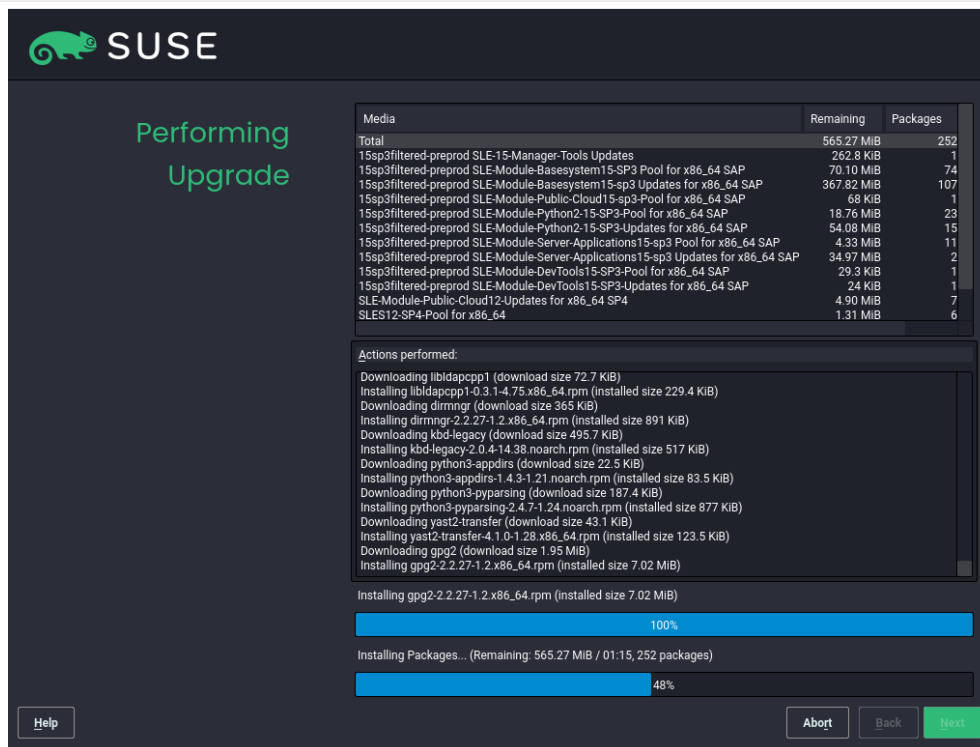 SUSE
Performing
Upgrade
Media Remaining Packages
Total 565.27 MiB 252
15sp3filtered-preprod SLE-15-Manager-Tools Updates 262.8 KiB 1
15sp3filtered-preprod SLE-Module-Basesystem15-SP3 Pool for x86_64 SAP 70.10 MiB 74
15sp3filtered-preprod SLE-Module-Basesystem15-sp3 Updates for x86_64 SAP 367.82 MiB 107
15sp3filtered-preprod SLE-Module-Public-Cloud15-sp3-Pool for x86_64 SAP 68 KiB 1
15sp3filtered-preprod SLE-Module-Python2-15-SP3-Pool for x86_64 SAP 18.76 MiB 23
15sp3filtered-preprod SLE-Module-Python2-15-SP3-Updates for x86_64 SAP 54.08 MiB 15
15sp3filtered-preprod SLE-Module-Server-Applications15-sp3 Pool for x86_64 SAP 4.33 MiB 11
15sp3filtered-preprod SLE-Module-Server-Applications15-sp3 Updates for x86_64 SAP 34.97 MiB 2
15sp3filtered-preprod SLE-Module-DevTools15-SP3-Pool for x86_64 SAP 29.3 KiB 1
15sp3filtered-preprod SLE-Module-DevTools15-SP3-Updates for x86_64 SAP 24 KiB 1
SLE-Module-Public-Cloud12-Updates for x86_64 SP4 4.90 MiB 7
SLES12-SP4-Pool for x86_64 1.31 MiB 6
Actions performed:
Downloading libldapcpp1 (download size 72.7 KiB)
Installing libldapcpp1-0.3.1-4.75.x86_64.rpm (installed size 229.4 KiB)
Downloading dirmngr (download size 365 KiB)
Installing dirmngr-2.2.27-1.2.x86_64.rpm (installed size 891 KiB)
Downloading kbd-legacy (download size 495.7 KiB)
Installing kbd-legacy-2.0.4-14.38.noarch.rpm (installed size 517 KiB)
Downloading python3-appdirs (download size 22.5 KiB)
Installing python3-appdirs-1.4.3-1.21.noarch.rpm (installed size 83.5 KiB)
Downloading python3-pyparsing (download size 187.4 KiB)
Installing python3-pyparsing-2.4.7-1.24.noarch.rpm (installed size 877 KiB)
Downloading yast2-transfer (download size 43.1 KiB)
Installing yast2-transfer-4.1.0-1.28.x86_64.rpm (installed size 123.5 KiB)
Downloading gpg2 (download size 1.95 MiB)
Installing gpg2-2.2.27-1.2.x86_64.rpm (installed size 7.02 MiB)
Installing gpg2-2.2.27-1.2.x86_64.rpm (installed size 7.02 MiB)
100%
Installing Packages... (Remaining: 565.27 MiB / 01:15, 252 packages)
48%
Help Abort Back Next